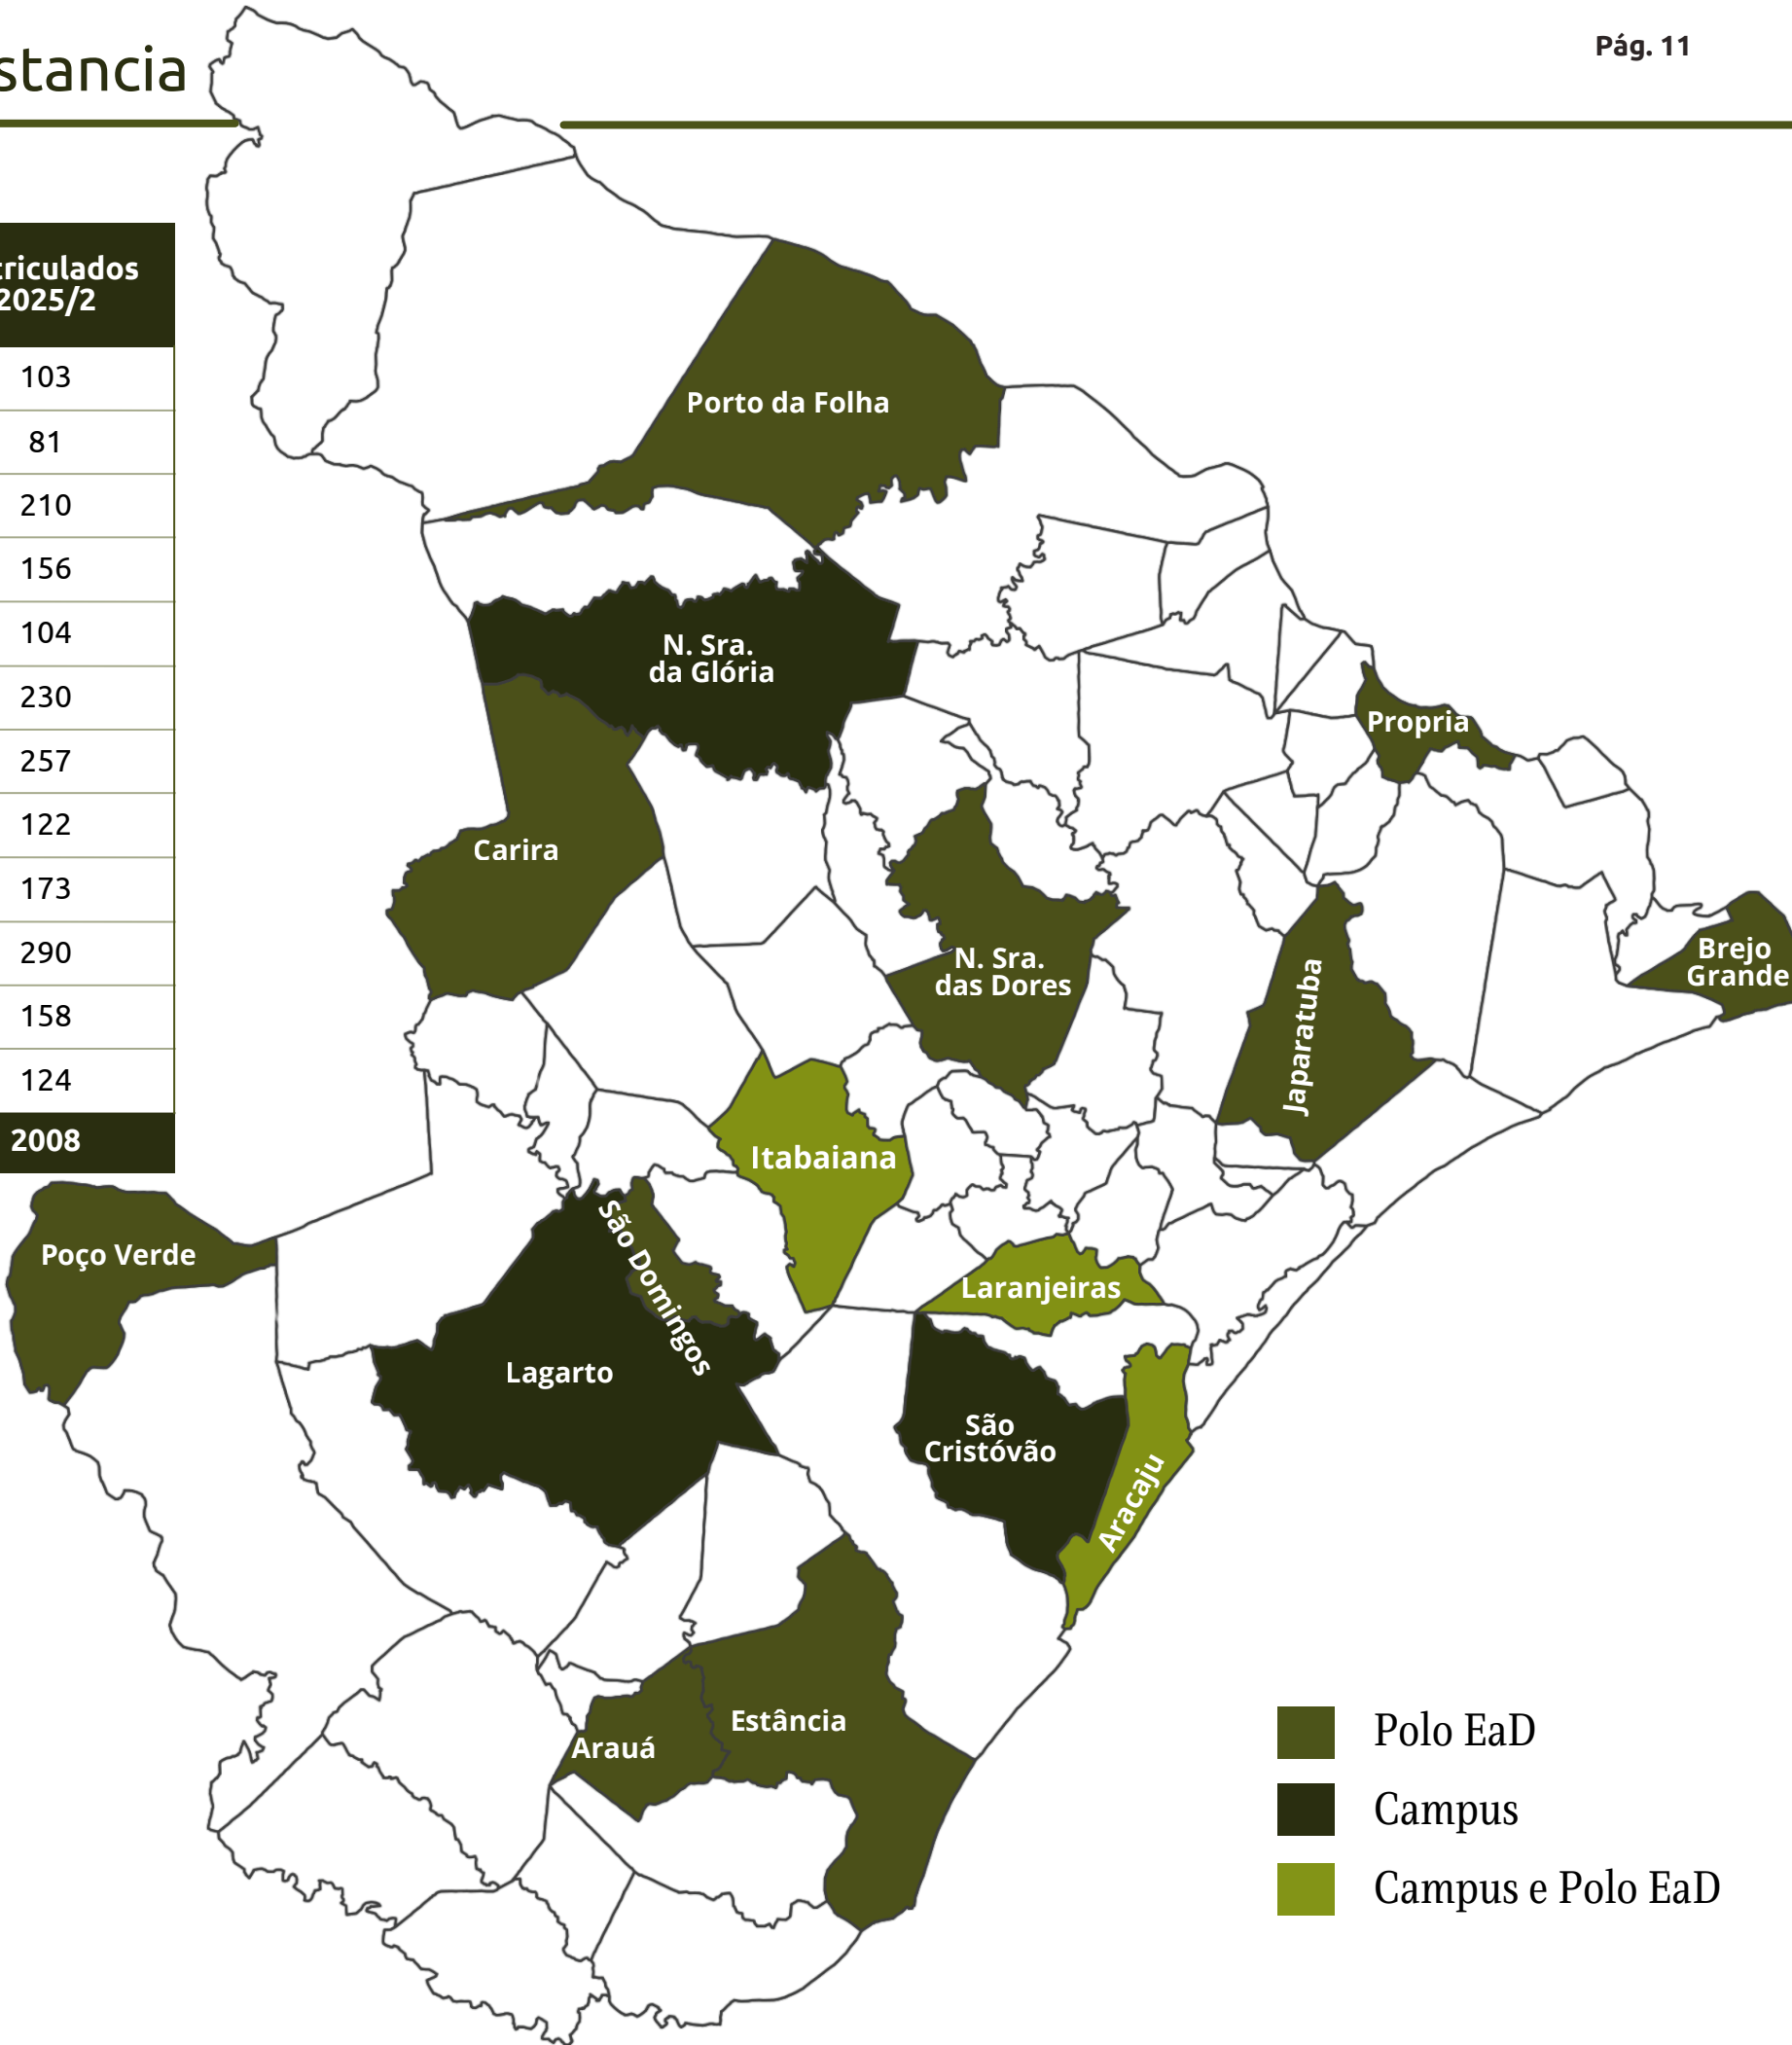 stancia
Pág. 11
triculados
2025/2
103
81
210
156
104
230
257
122
173
290
158
124
2008
Porto da Folha
N. Sra.
da Glória
Propria
Carira
N. Sra.
das Dores
Brejo
Grande
Japaratuba
Itabaiana
São Domingos
Poço Verde
Laranjeiras
Lagarto
São
Cristóvão
Aracaju
Estância
Arauá
Polo EaD
Campus
Campus e Polo EaD